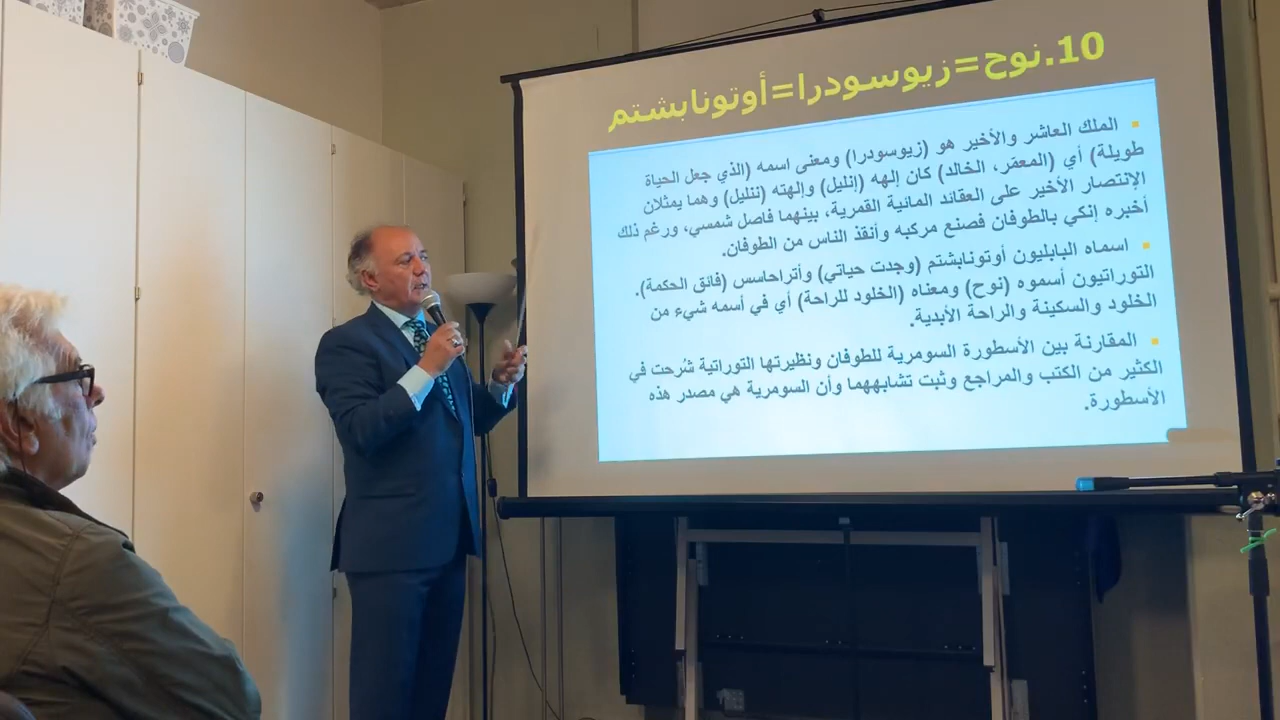 10.نوح=زيوسودرا=أوتونابشتم
▪ الملك العاشر والأخير هو (زيوسودرا) ومعنى اسمه (الذي جعل الحياة
طويلة) أي (المعمّر، الخالد) كان إلهه (إنليل) وإلهته (ننليل) وهما يمثلان
الإنتصار الأخير على العقائد المائية القمرية، بينهما فاصل شمسي، ورغم ذلك
أخبره إنكي بالطوفان فصنع مركبه وأنقذ الناس من الطوفان.
▪ اسماه البابليون أوتونابشتم (وجدت حياتي) وأتراحاسس (فائق الحكمة).
التوراتيون أسموه (نوح) ومعناه (الخلود للراحة) أي في أسمه شيء من
الخلود والسكينة والراحة الأبدية.
▪ المقارنة بين الأسطورة السومرية للطوفان ونظيرتها التوراتية شُرحت في
الكثير من الكتب والمراجع وثبت تشابههما وأن السومرية هي مصدر هذه
الأسطورة.